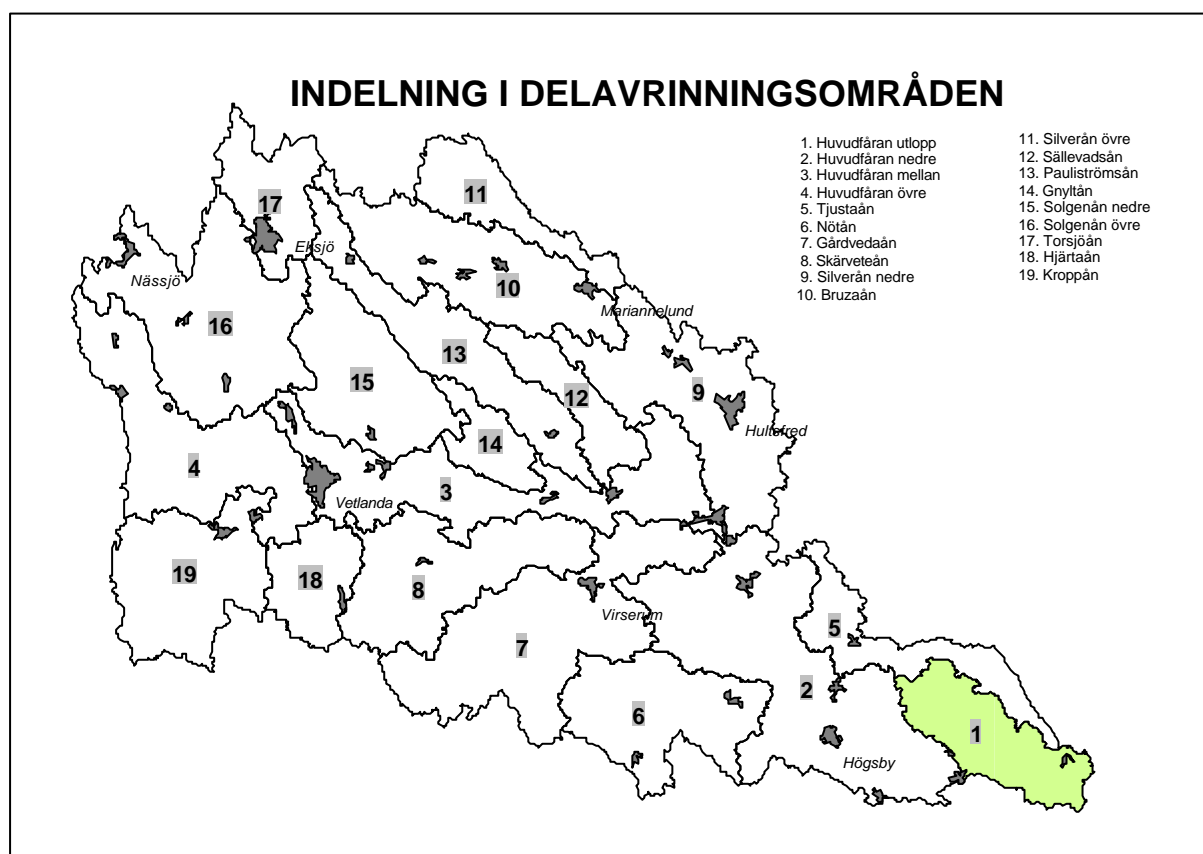 INDELNING I DELAVRINNINGSOMRÅDEN
1. Huvudfåran utlopp
2. Huvudfåran nedre
3. Huvudfåran mellan
4. Huvudfåran övre
5. Tjustaån
6. Nötån
7. Gårdvedaån
8. Skärveteån
9. Silverån nedre
10. Bruzaån
11. Silverån övre
12. Sällevadsån
13. Pauliströmsån
14. Gnyltån
15. Solgenån nedre
16. Solgenån övre
17. Torsjöån
18. Hjärtaån
19. Kroppån
11
17
Eksjö
Nässjö
10
Mariannelund
16
13
15
12
9
Hultsfred
14
4
3
Vetlanda
19
18
8
Virserum
5
7
2
6
1
Högsby